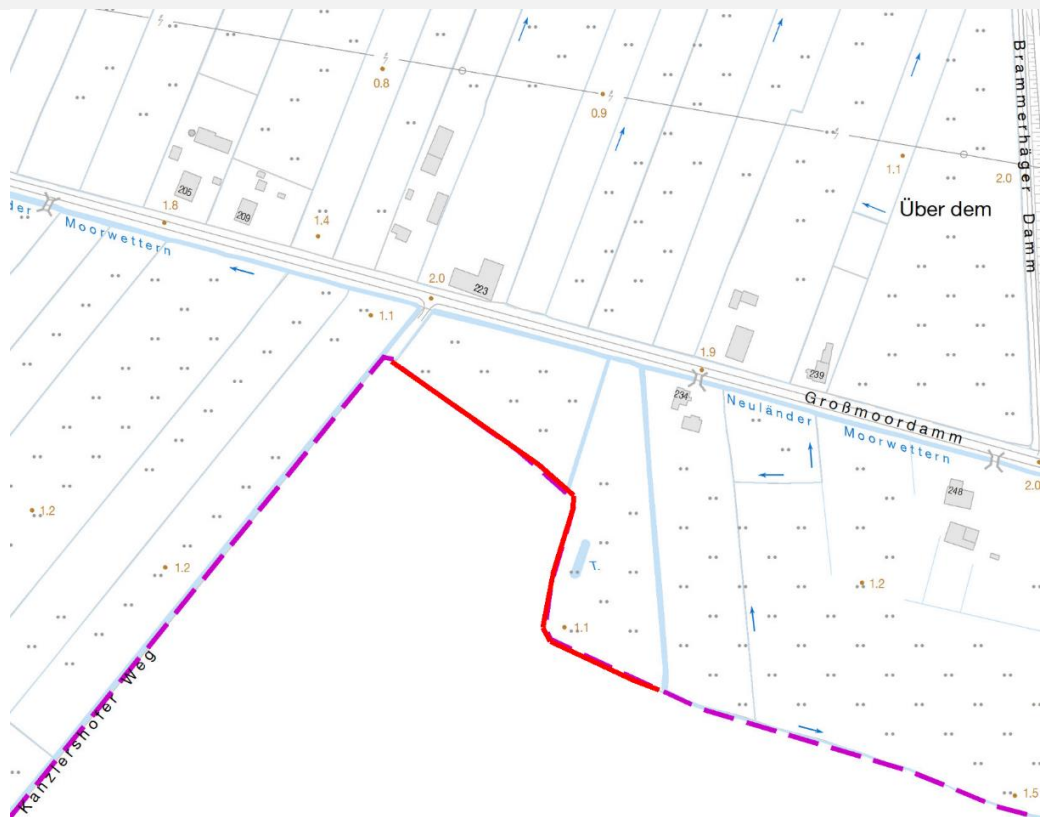 Brammerhäger Damm
0.8
0.9
1.1
2.0
205
209
1.8
1.4
Über dem
der
Moorwettern
2.0
223
1.1
1.9
239
234
Großmoordamm
Neuländer
Moorwettern
248
2.0
1.2
1.2
T.
1.2
1.1
Kanzlershofer Weg
1.5